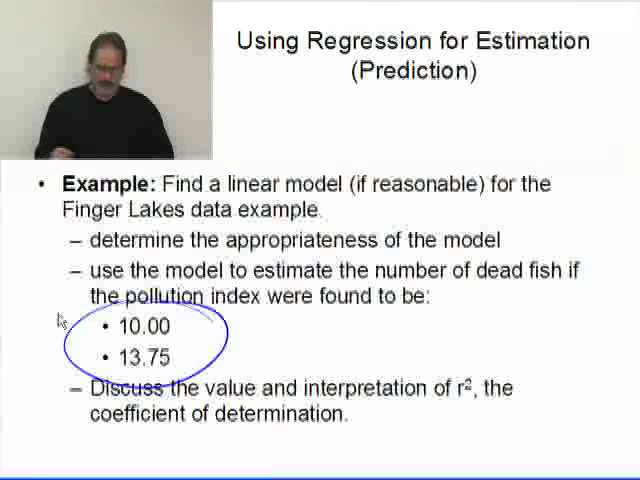 Using Regression for Estimation
(Prediction)
• Example: Find a linear model (if reasonable) for the
Finger Lakes data example.
– determine the appropriateness of the model
– use the model to estimate the number of dead fish if
the pollution index were found to be:
• 10.00
• 13.75
– Discuss the value and interpretation of r², the
coefficient of determination.